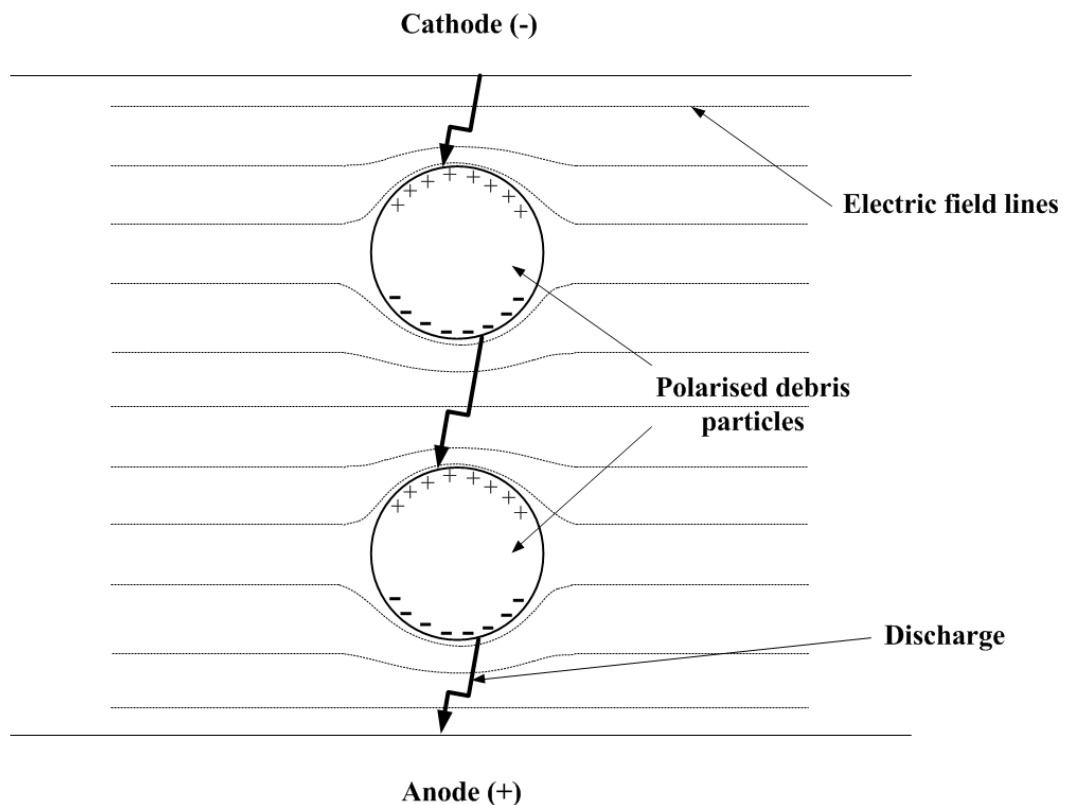 Cathode (-)
Electric field lines
Polarised debris
particles
Discharge
Anode (+)